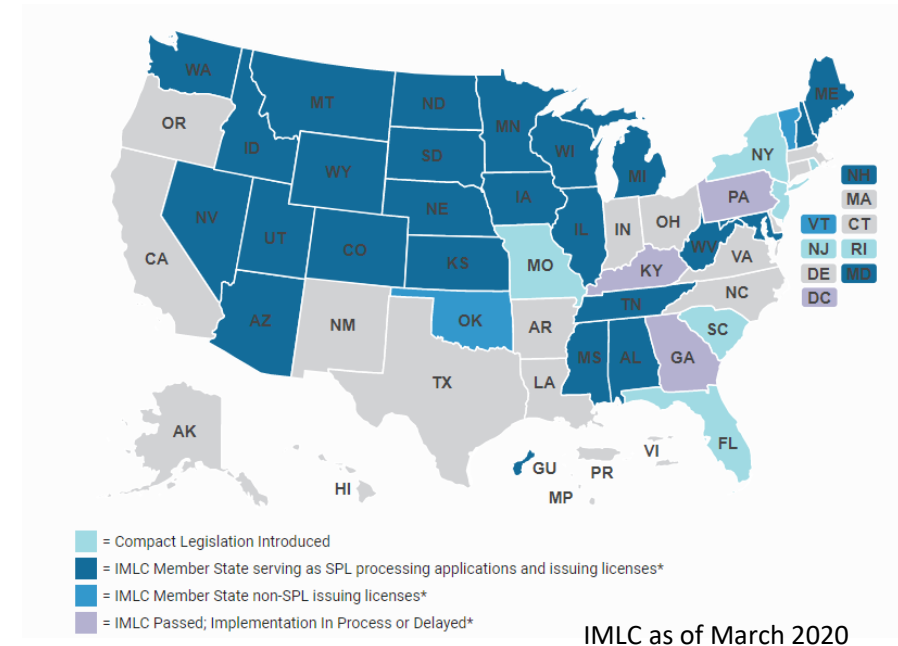 WA
MT
ND
MN
ME
OR
ID
SD
WI
NY
WY
MI
NH
PA
IA
MA
NE
NV
IL
IN
OH
VT
CT
UT
CO
WV
NJ
RI
CA
KS
MO
KY
VA
DE
MD
NC
DC
TN
AZ
NM
OK
AR
SC
MS
AL
GA
TX
LA
AK
FL
GU
VI
PR
HI
MP
= Compact Legislation Introduced
= IMLC Member State serving as SPL processing applications and issuing licenses*
= IMLC Member State non-SPL issuing licenses*
= IMLC Passed; Implementation In Process or Delayed*
IMLC as of March 2020